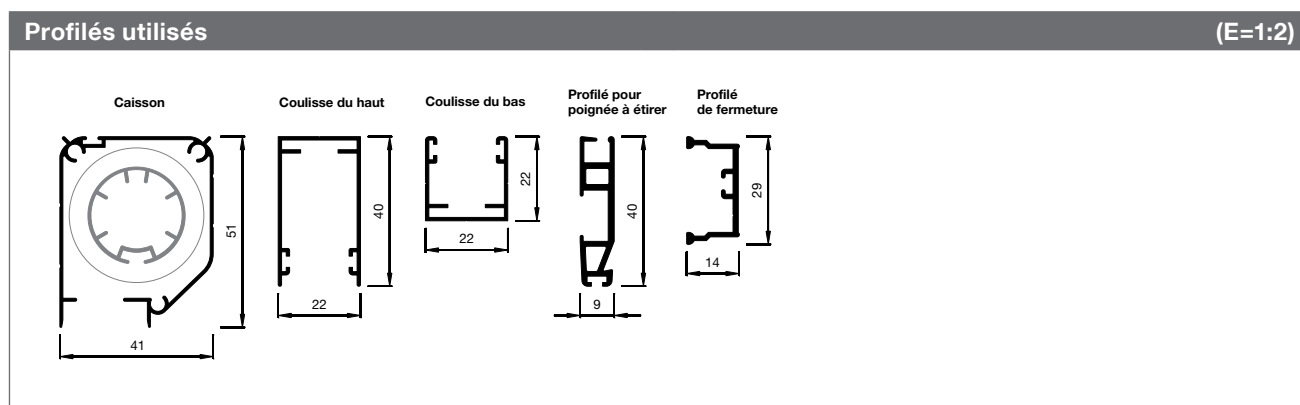 Profilés utilisés (E=1:2)
Caisson
Coulisse du haut
Coulisse du bas
Profilé pour
poignée à étirer
Profilé
de fermeture
51
41
40
22
22
22
40
9
29
14